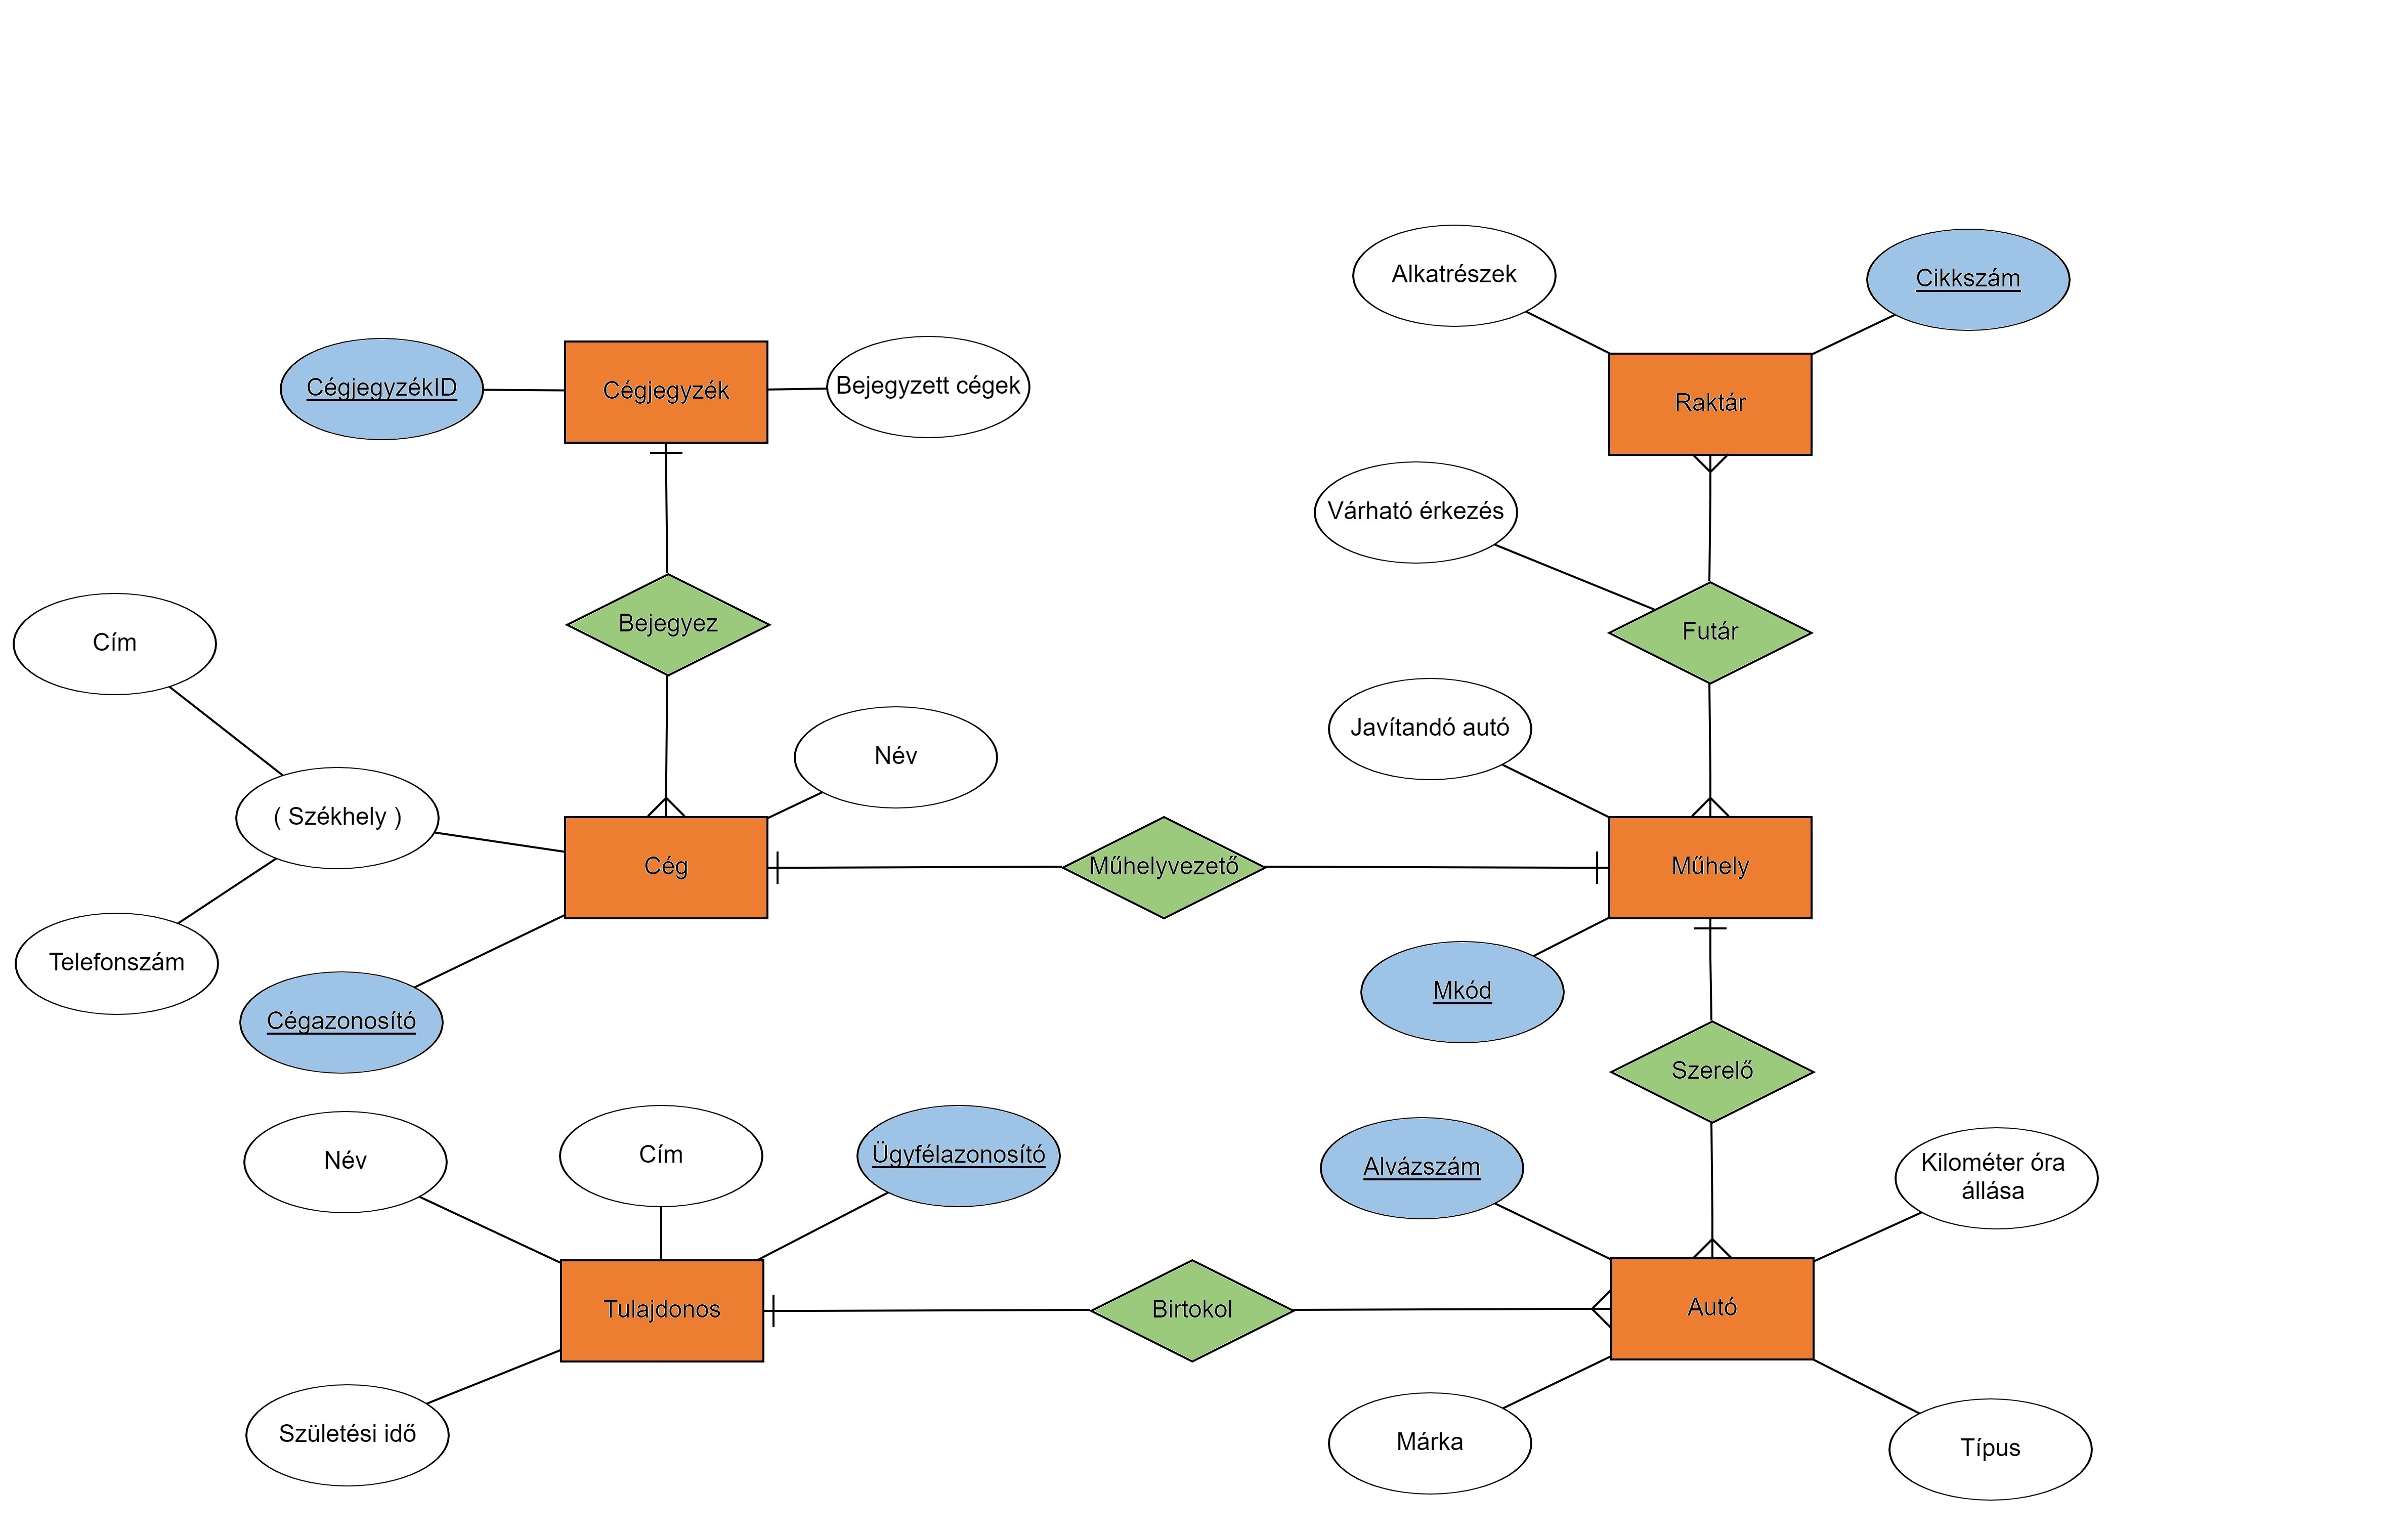 Alkatrészek
Cikkszám
CégjegyzékID
Cégjegyzék
Bejegyzett cégek
Raktár
Várható érkezés
Bejegyez
Futár
Cím
Név
Javítandó autó
( Székhely )
Cég
Műhelyvezető
Műhely
Telefonszám
Mkód
Cégazonosító
Szerelő
Név
Cím
Ügyfélazonosító
Alvázszám
Kilométer óra
állása
Tulajdonos
Birtokol
Autó
Születési idő
Márka
Típus